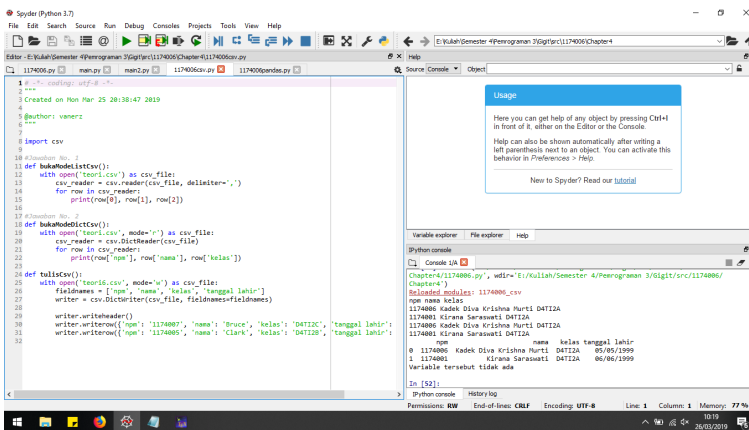 Spyder (Python 3.7)
File Edit Search Source Run Debug Consoles Projects Tools View Help
E:\Kuliah\Semester 4\Pemrograman 3\Gigit\src\1174006\Chapter4
Editor - E:\Kuliah\Semester 4\Pemrograman 3\Gigit\src\1174006\Chapter4\1174006csv.py
1174006.py main.py main2.py 1174006csv.py 1174006pandas.py
1 # -*- coding: utf-8 -*-
2 """
3 Created on Mon Mar 25 20:38:47 2019
4
5 @author: vanerz
6 """
7
8 import csv
9
10 #Jawaban No. 1
11 def bukaModeListCsv():
12 with open('teori.csv') as csv_file:
13 csv_reader = csv.reader(csv_file, delimiter=',')
14 for row in csv_reader:
15 print(row[0], row[1], row[2])
16
17 #Jawaban No. 2
18 def bukaModeDictCsv():
19 with open('teori.csv', mode='r') as csv_file:
20 csv_reader = csv.DictReader(csv_file)
21 for row in csv_reader:
22 print(row['npm'], row['nama'], row['kelas'])
23
24 def tulisCsv():
25 with open('teori6.csv', mode='w') as csv_file:
26 fieldnames = ['npm', 'nama', 'kelas', 'tanggal lahir']
27 writer = csv.DictWriter(csv_file, fieldnames=fieldnames)
28
29 writer.writeheader()
30 writer.writerow({'npm': '1174007', 'nama': 'Bruce', 'kelas': 'D4TI2C', 'tanggal lahir':
31 writer.writerow({'npm': '1174005', 'nama': 'Clark', 'kelas': 'D4TI2B', 'tanggal lahir':
32
Help
Source Console Object
Usage
Here you can get help of any object by pressing Ctrl+I
in front of it, either on the Editor or the Console.
Help can also be shown automatically after writing a
left parenthesis next to an object. You can activate this
behavior in Preferences > Help.
New to Spyder? Read our tutorial
Variable explorer File explorer Help
IPython console
Console 1/A
Chapter4/1174006.py', wdir='E:/Kuliah/Semester 4/Pemrograman 3/Gigit/src/1174006/
Chapter4')
Reloaded modules: 1174006_csv
npm nama kelas
1174006 Kadek Diva Krishna Murti D4TI2A
1174001 Kirana Saraswati D4TI2A
1174006 Kadek Diva Krishna Murti D4TI2A
1174001 Kirana Saraswati D4TI2A
npm nama kelas tanggal lahir
0 1174006 Kadek Diva Krishna Murti D4TI2A 05/05/1999
1 1174001 Kirana Saraswati D4TI2A 06/06/1999
Variable tersebut tidak ada
In [52]:
IPython console History log
Permissions: RW End-of-lines: CRLF Encoding: UTF-8 Line: 1 Column: 1 Memory: 77 %
10:19
26/03/2019